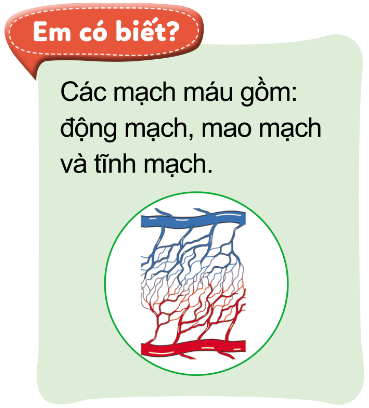 Em có biết?
Các mạch máu gồm:
động mạch, mao mạch
và tĩnh mạch.